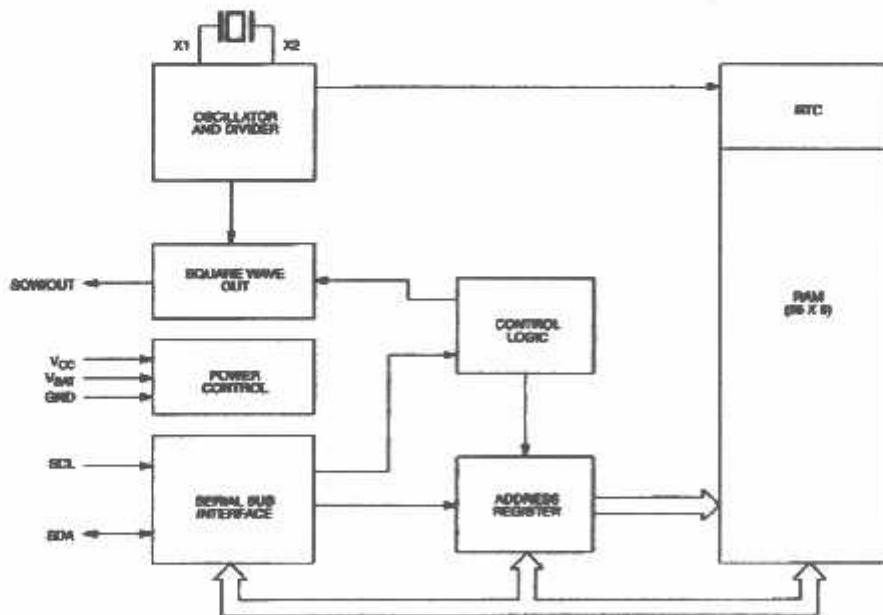 X1
X2
OSCILLATOR
AND DIVIDER
RTC
SQUARE WAVE
OUT
SQW/OUT
CONTROL
LOGIC
RAM
(56 X 8)
VCC
VBAT
GND
POWER
CONTROL
SCL
SERIAL BUS
INTERFACE
ADDRESS
REGISTER
SDA